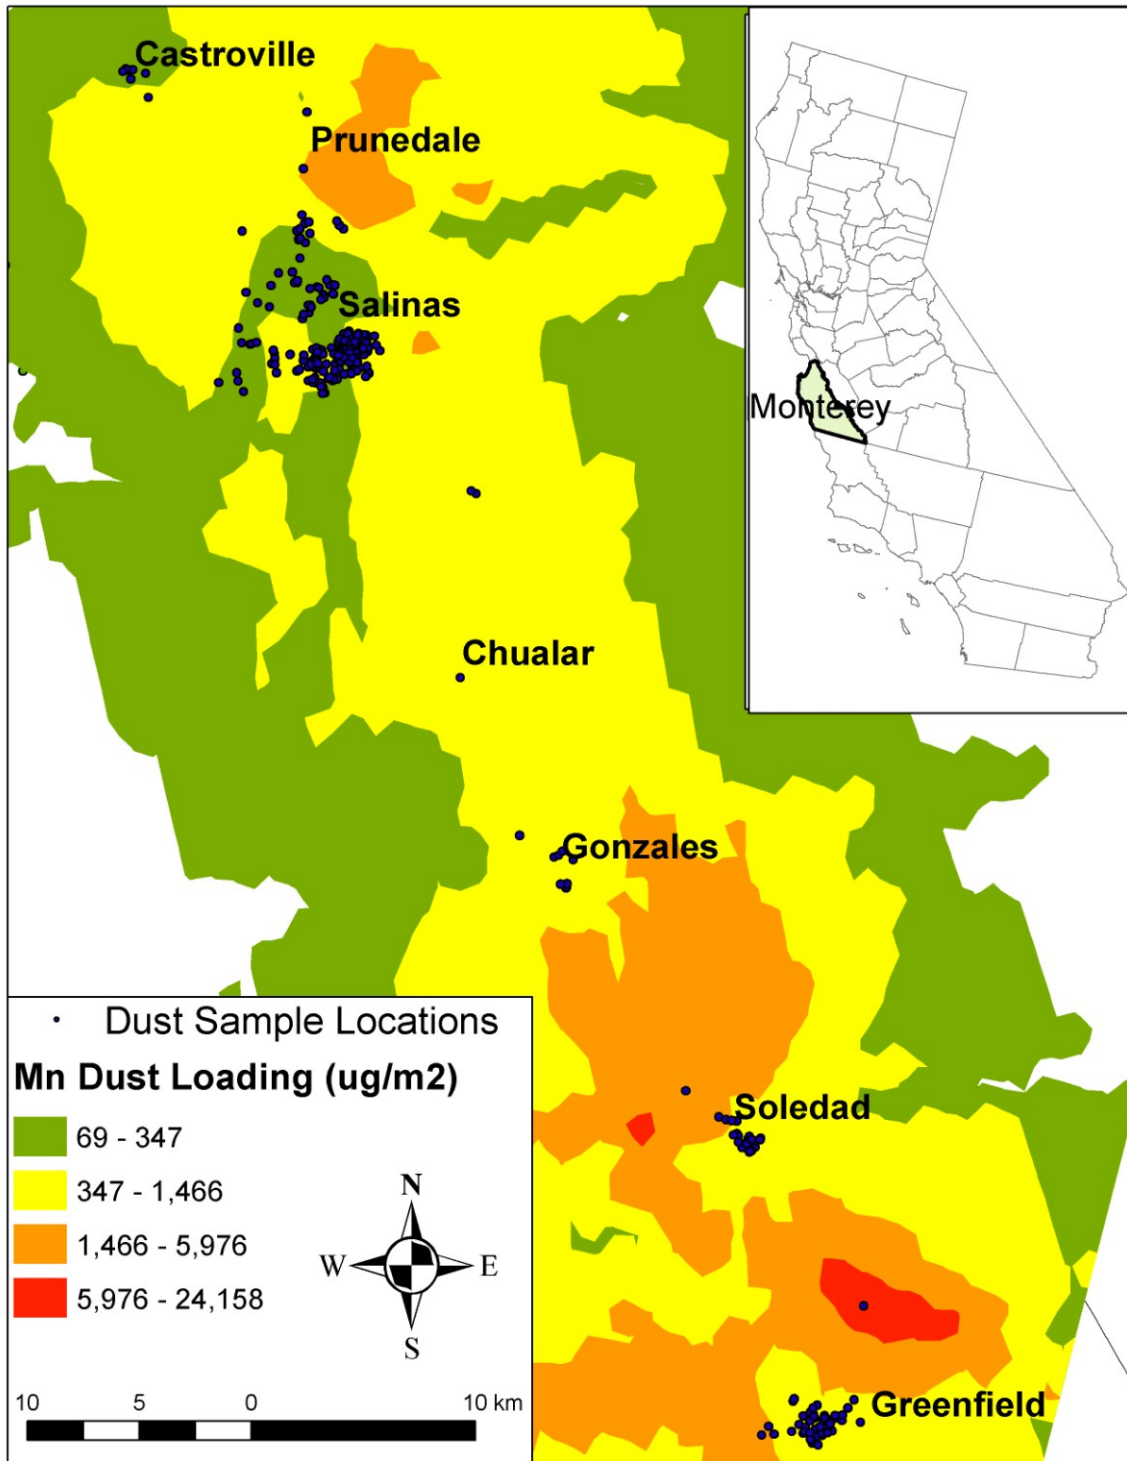 Castroville
Prunedale
Salinas
Monterey
Chualar
Gonzales
Dust Sample Locations
Mn Dust Loading (ug/m2)
69 - 347
347 - 1,466
1,466 - 5,976
5,976 - 24,158
N
W E
S
10 5 0 10 km
Soledad
Greenfield